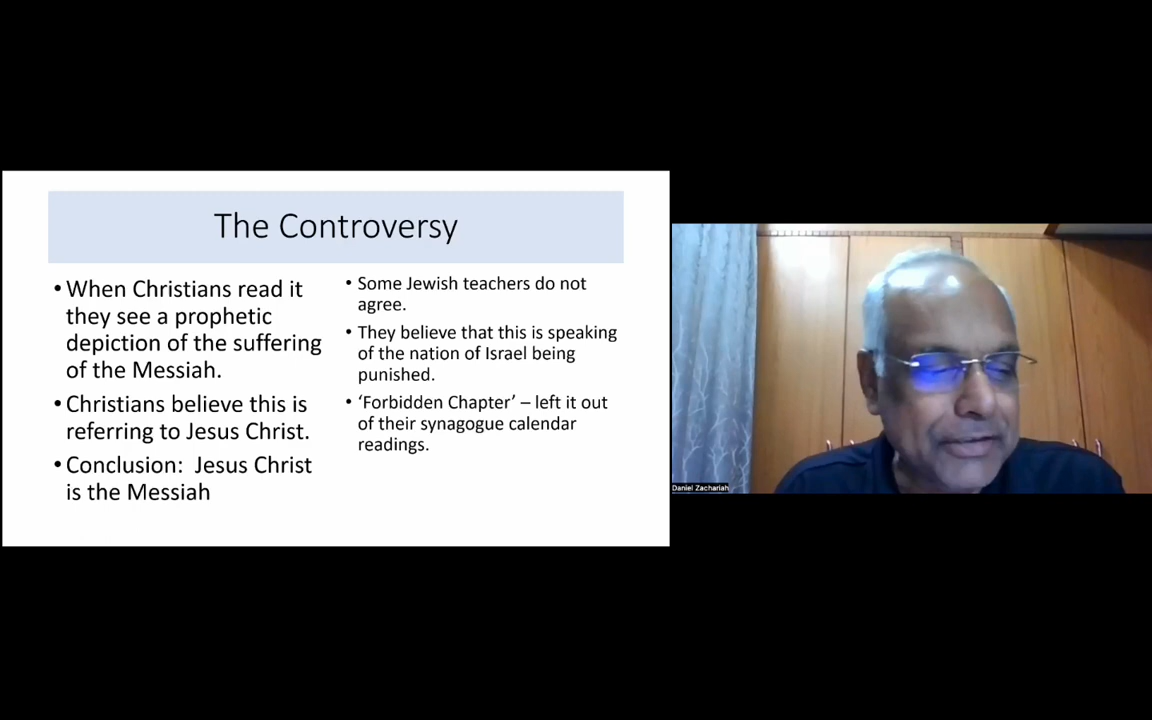 The Controversy
• When Christians read it
they see a prophetic
depiction of the suffering
of the Messiah.
• Christians believe this is
referring to Jesus Christ.
• Conclusion:  Jesus Christ
is the Messiah
• Some Jewish teachers do not
agree.
• They believe that this is speaking
of the nation of Israel being
punished.
• ‘Forbidden Chapter’ – left it out
of their synagogue calendar
readings.
Daniel Zachariah